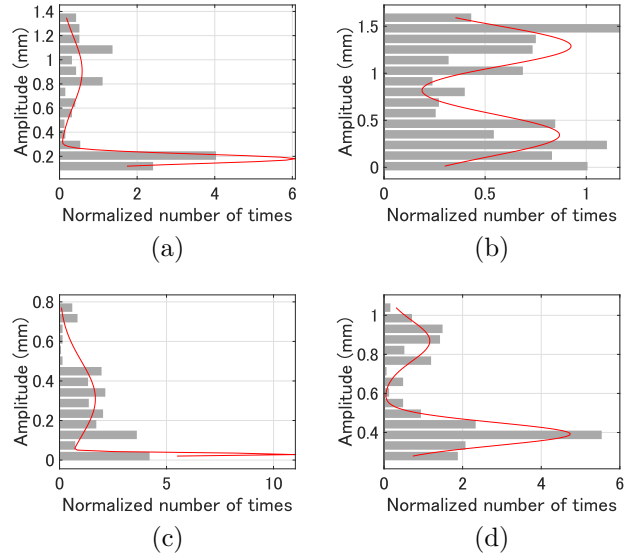 1.4
1.2
1
0.8
0.6
0.4
0.2
Amplitude (mm)
0 2 4 6
Normalized number of times
(a)
1.5
1
0.5
0
Amplitude (mm)
0 0.5 1
Normalized number of times
(b)
0.8
0.6
0.4
0.2
0
Amplitude (mm)
0 5 10
Normalized number of times
(c)
1
0.8
0.6
0.4
Amplitude (mm)
0 2 4 6
Normalized number of times
(d)